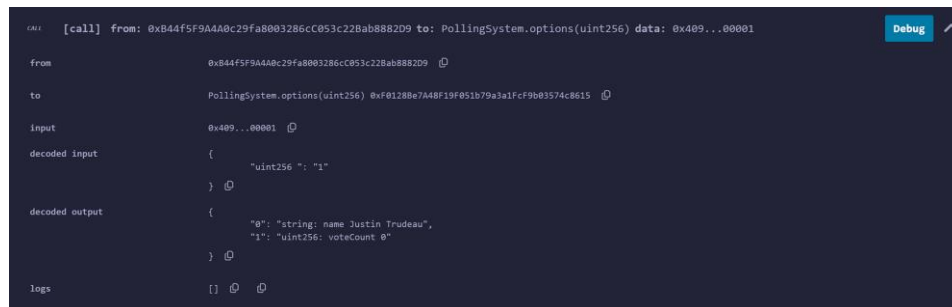 CALL [call] from: 0xB44f5F9A4A0c29fa8003286cC053c22Bab8882D9 to: PollingSystem.options(uint256) data: 0x409...00001 Debug
from 0xB44f5F9A4A0c29fa8003286cC053c22Bab8882D9
to PollingSystem.options(uint256) 0xF0128Be7A48F19F051b79a3a1FcF9b03574c8615
input 0x409...00001
decoded input {
"uint256 ": "1"
}
decoded output {
"0": "string: name Justin Trudeau",
"1": "uint256: voteCount 0"
}
logs []